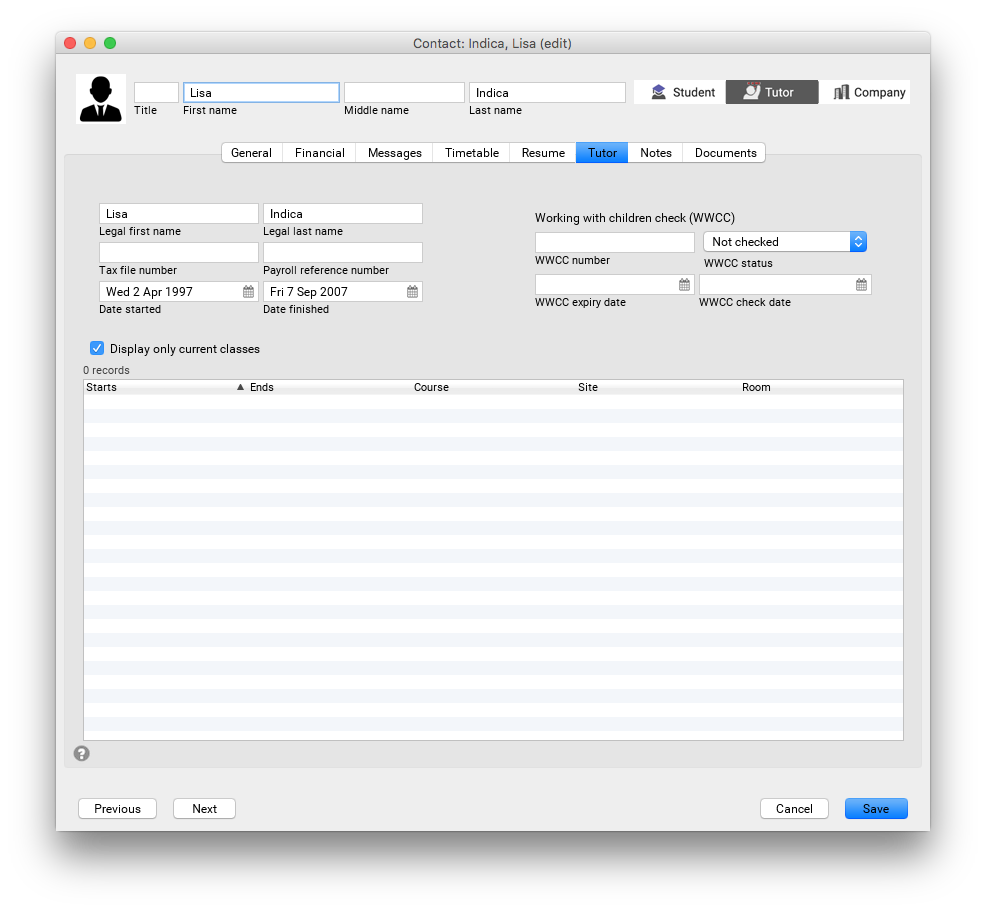 Contact: Indica, Lisa (edit)
Lisa Indica
Title First name Middle name Last name
Student Tutor Company
General Financial Messages Timetable Resume Tutor Notes Documents
Lisa Indica
Legal first name Legal last name
Tax file number Payroll reference number
Wed 2 Apr 1997 Fri 7 Sep 2007
Date started Date finished
Working with children check (WWCC)
Not checked
WWCC number WWCC status
WWCC expiry date WWCC check date
Display only current classes
0 records
Starts Ends Course Site Room
?
Previous Next Cancel Save